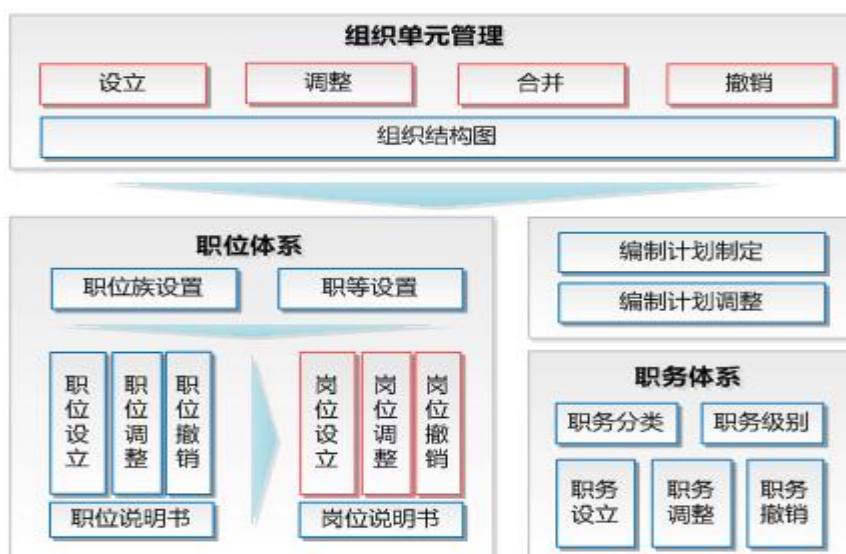 组织单元管理
设立
调整
合并
撤销
组织结构图
职位体系
职位族设置
职等设置
职位设立
职位调整
职位撤销
职位说明书
岗位设立
岗位调整
岗位撤销
岗位说明书
编制计划制定
编制计划调整
职务体系
职务分类
职务级别
职务
设立
职务
调整
职务
撤销